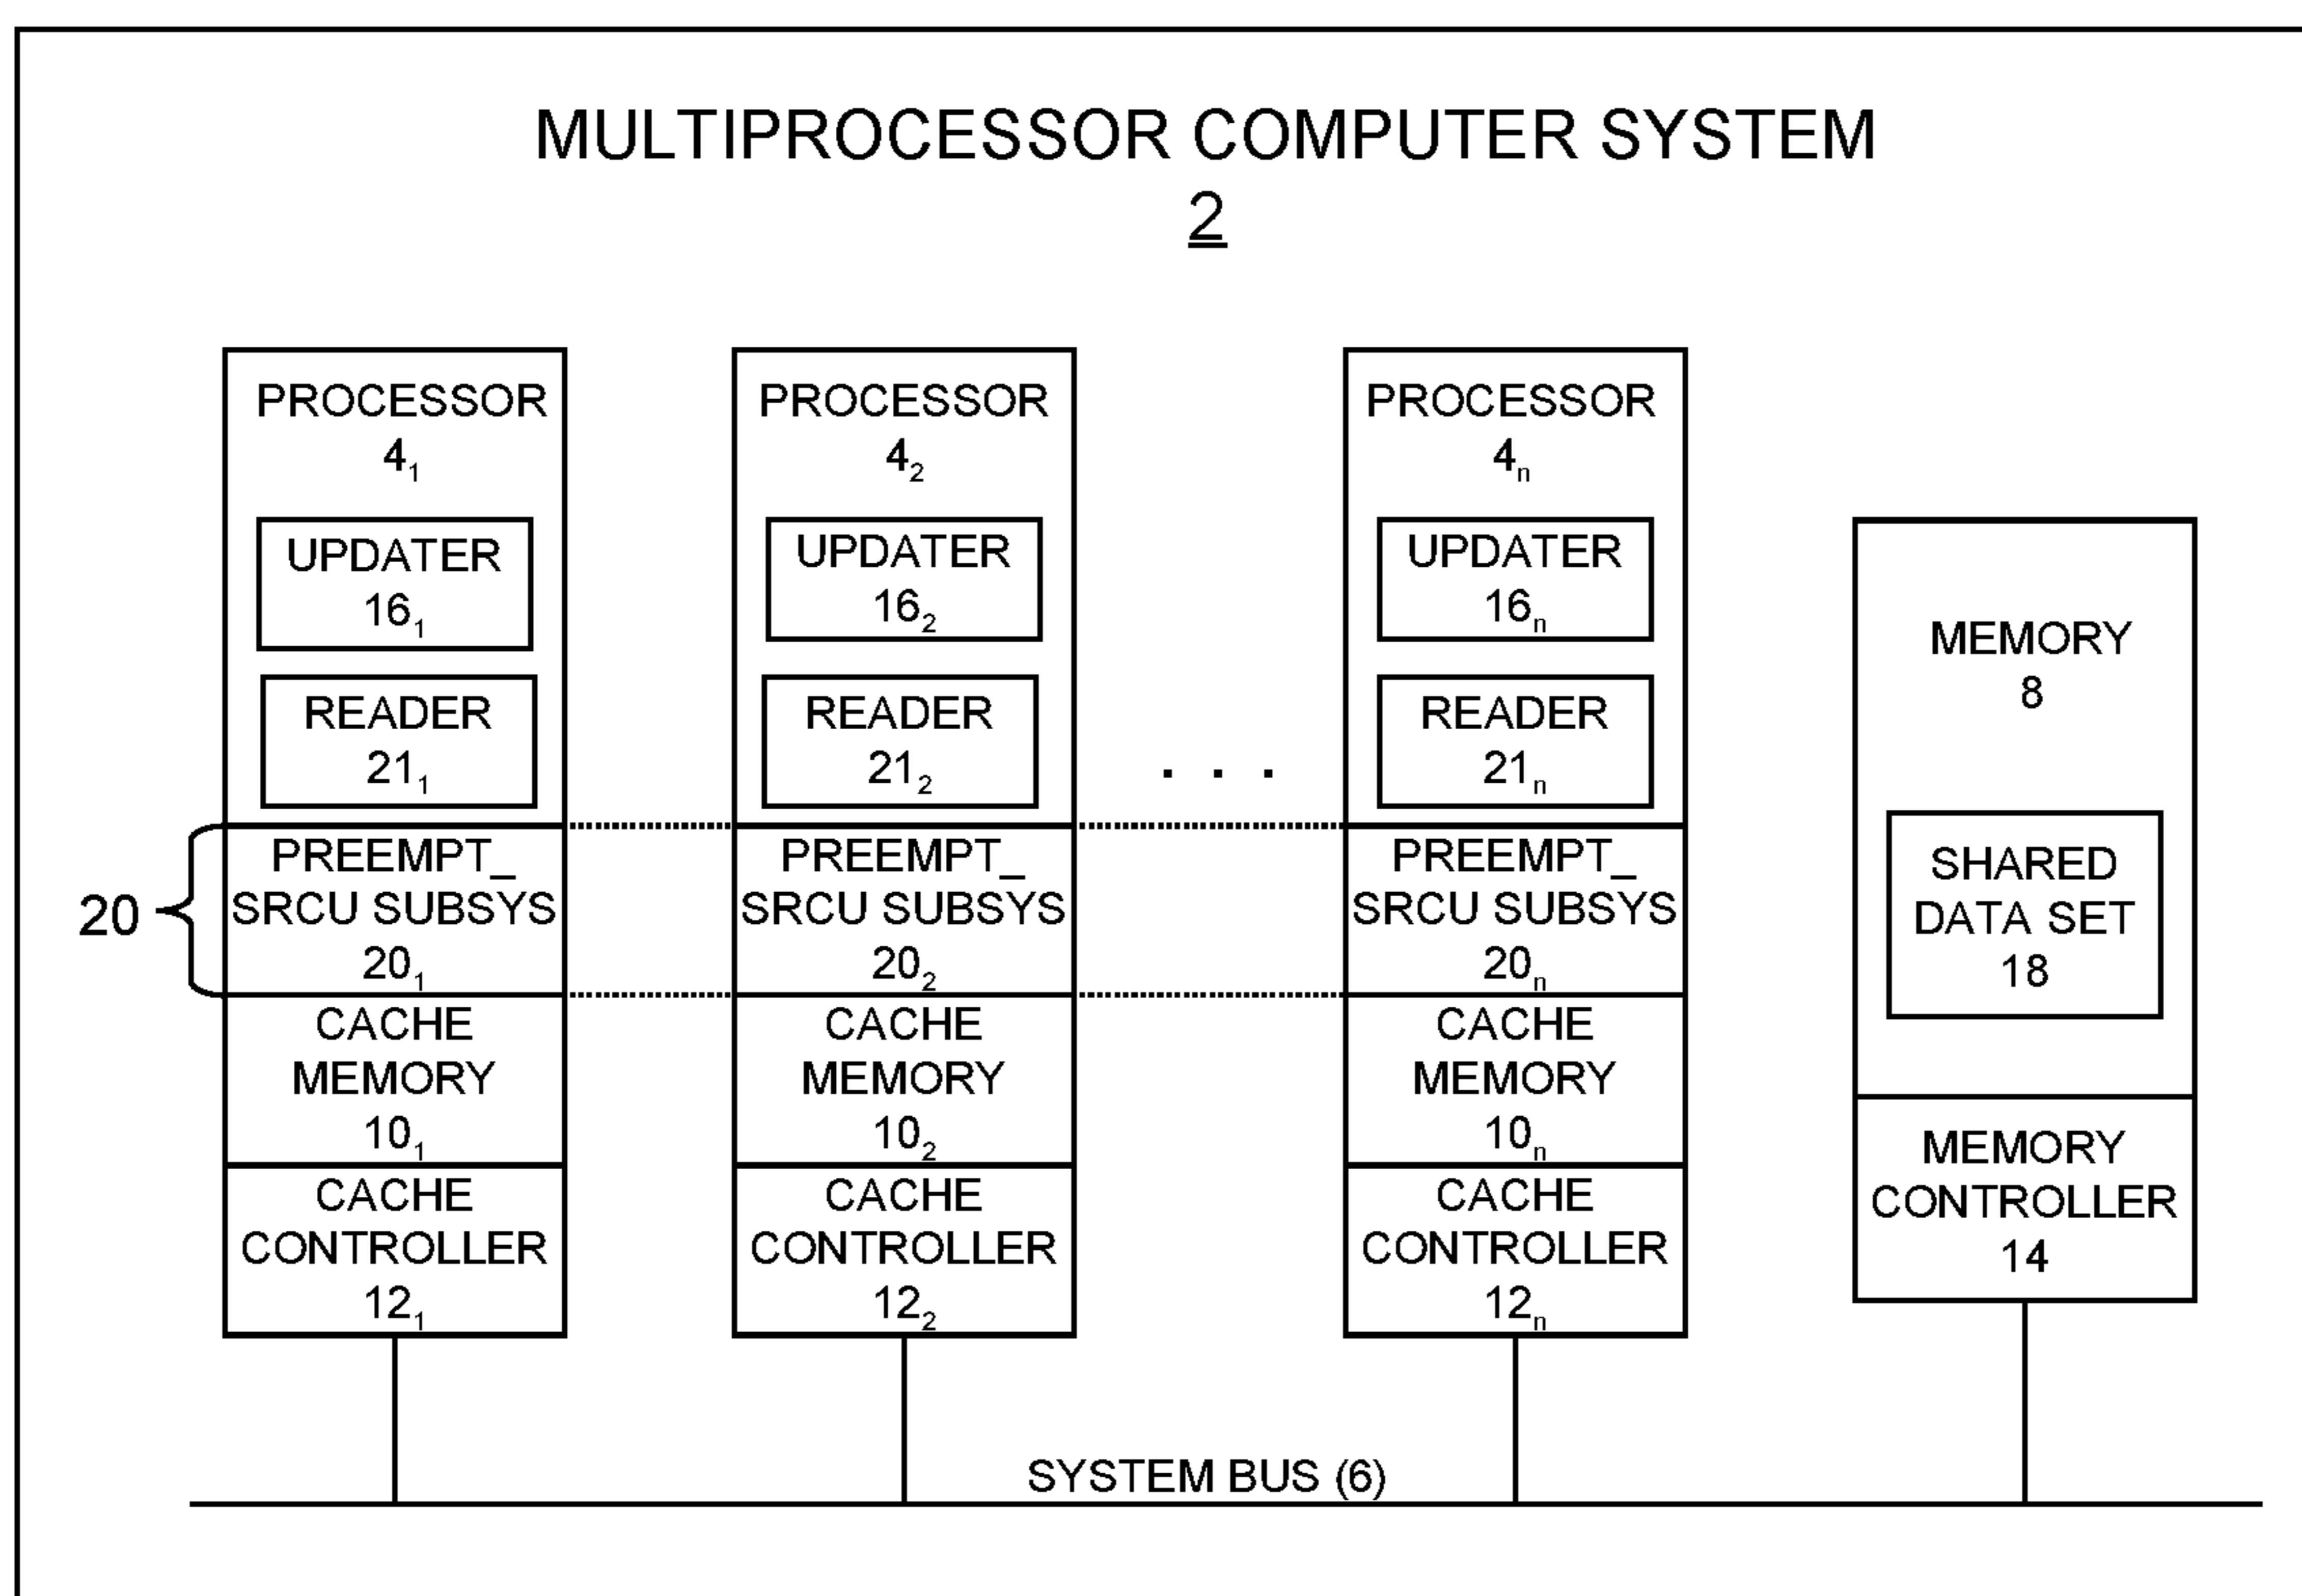 MULTIPROCESSOR COMPUTER SYSTEM
2
PROCESSOR
4₁
UPDATER
16₁
READER
21₁
PREEMPT_
SRCU SUBSYS
20₁
CACHE
MEMORY
10₁
CACHE
CONTROLLER
12₁
20
PROCESSOR
4₂
UPDATER
16₂
READER
21₂
PREEMPT_
SRCU SUBSYS
20₂
CACHE
MEMORY
10₂
CACHE
CONTROLLER
12₂
. . .
PROCESSOR
4ₙ
UPDATER
16ₙ
READER
21ₙ
PREEMPT_
SRCU SUBSYS
20ₙ
CACHE
MEMORY
10ₙ
CACHE
CONTROLLER
12ₙ
MEMORY
8
SHARED
DATA SET
18
MEMORY
CONTROLLER
14
SYSTEM BUS (6)